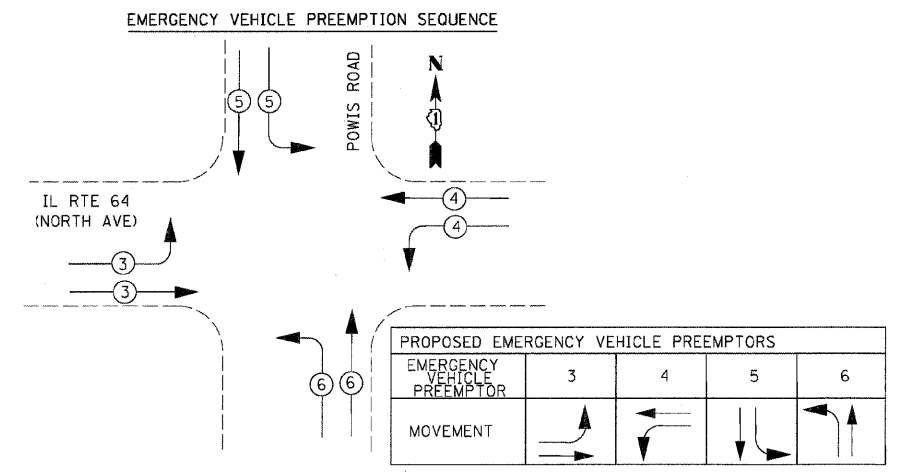 EMERGENCY VEHICLE PREEMPTION SEQUENCE
5 5
POWIS ROAD
N
IL RTE 64
(NORTH AVE)
4
4
3
3
6 6
PROPOSED EMERGENCY VEHICLE PREEMPTORS
EMERGENCY VEHICLE PREEMPTOR 3 4 5 6
MOVEMENT